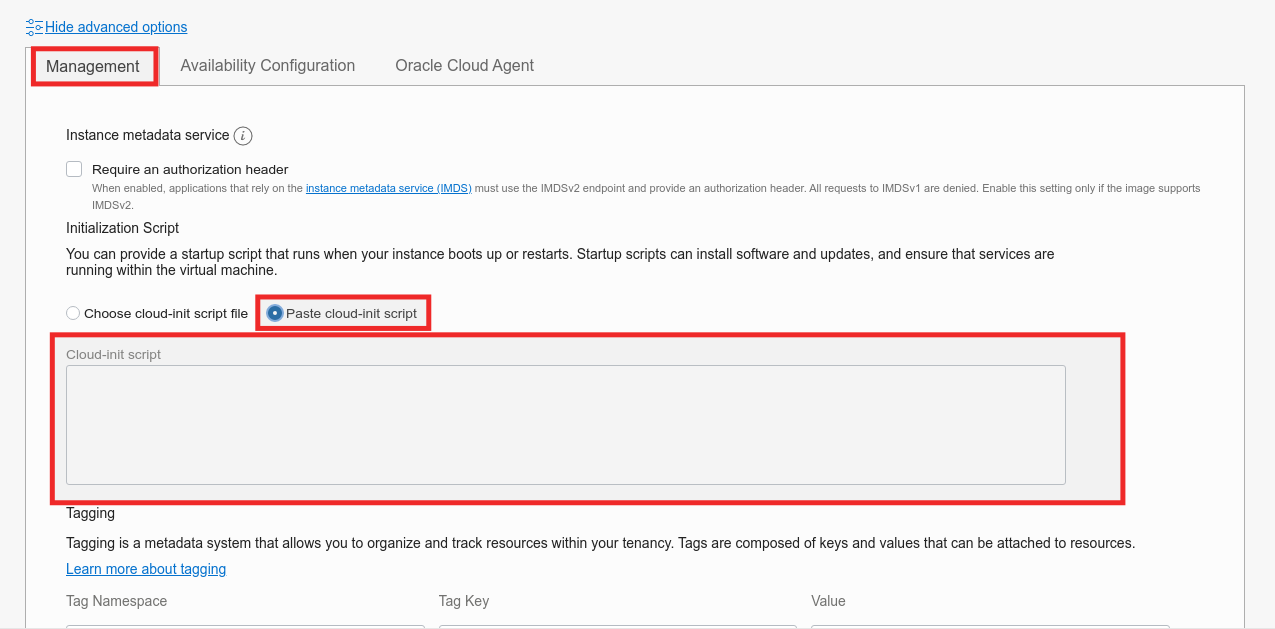 Hide advanced options
Management Availability Configuration Oracle Cloud Agent
Instance metadata service i
Require an authorization header
When enabled, applications that rely on the instance metadata service (IMDS) must use the IMDSv2 endpoint and provide an authorization header. All requests to IMDSv1 are denied. Enable this setting only if the image supports
IMDSv2.
Initialization Script
You can provide a startup script that runs when your instance boots up or restarts. Startup scripts can install software and updates, and ensure that services are
running within the virtual machine.
Choose cloud-init script file Paste cloud-init script
Cloud-init script
Tagging
Tagging is a metadata system that allows you to organize and track resources within your tenancy. Tags are composed of keys and values that can be attached to resources.
Learn more about tagging
Tag Namespace Tag Key Value